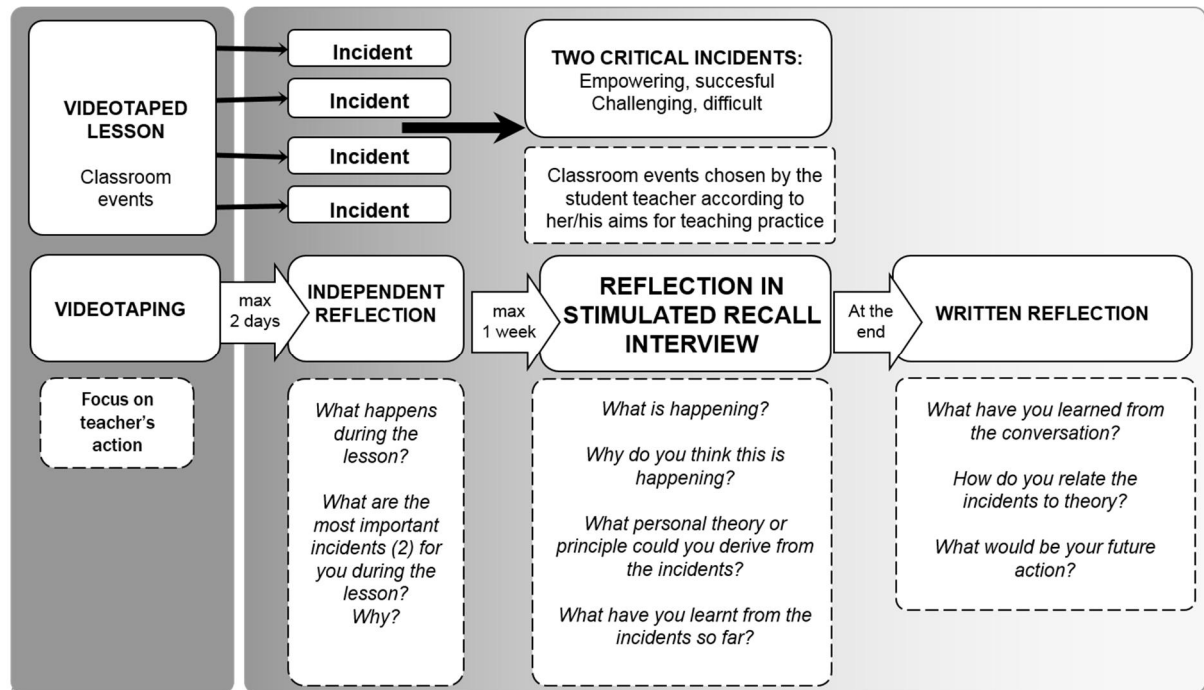 VIDEOTAPED
LESSON
Classroom
events
Incident
Incident
Incident
Incident
TWO CRITICAL INCIDENTS:
Empowering, succesful
Challenging, difficult
Classroom events chosen by the
student teacher according to
her/his aims for teaching practice
VIDEOTAPING
max
2 days
INDEPENDENT
REFLECTION
max
1 week
REFLECTION IN
STIMULATED RECALL
INTERVIEW
At the
end
WRITTEN REFLECTION
Focus on
teacher's
action
What happens
during the
lesson?
What are the
most important
incidents (2) for
you during the
lesson?
Why?
What is happening?
Why do you think this is
happening?
What personal theory or
principle could you derive from
the incidents?
What have you learnt from the
incidents so far?
What have you learned from
the conversation?
How do you relate the
incidents to theory?
What would be your future
action?